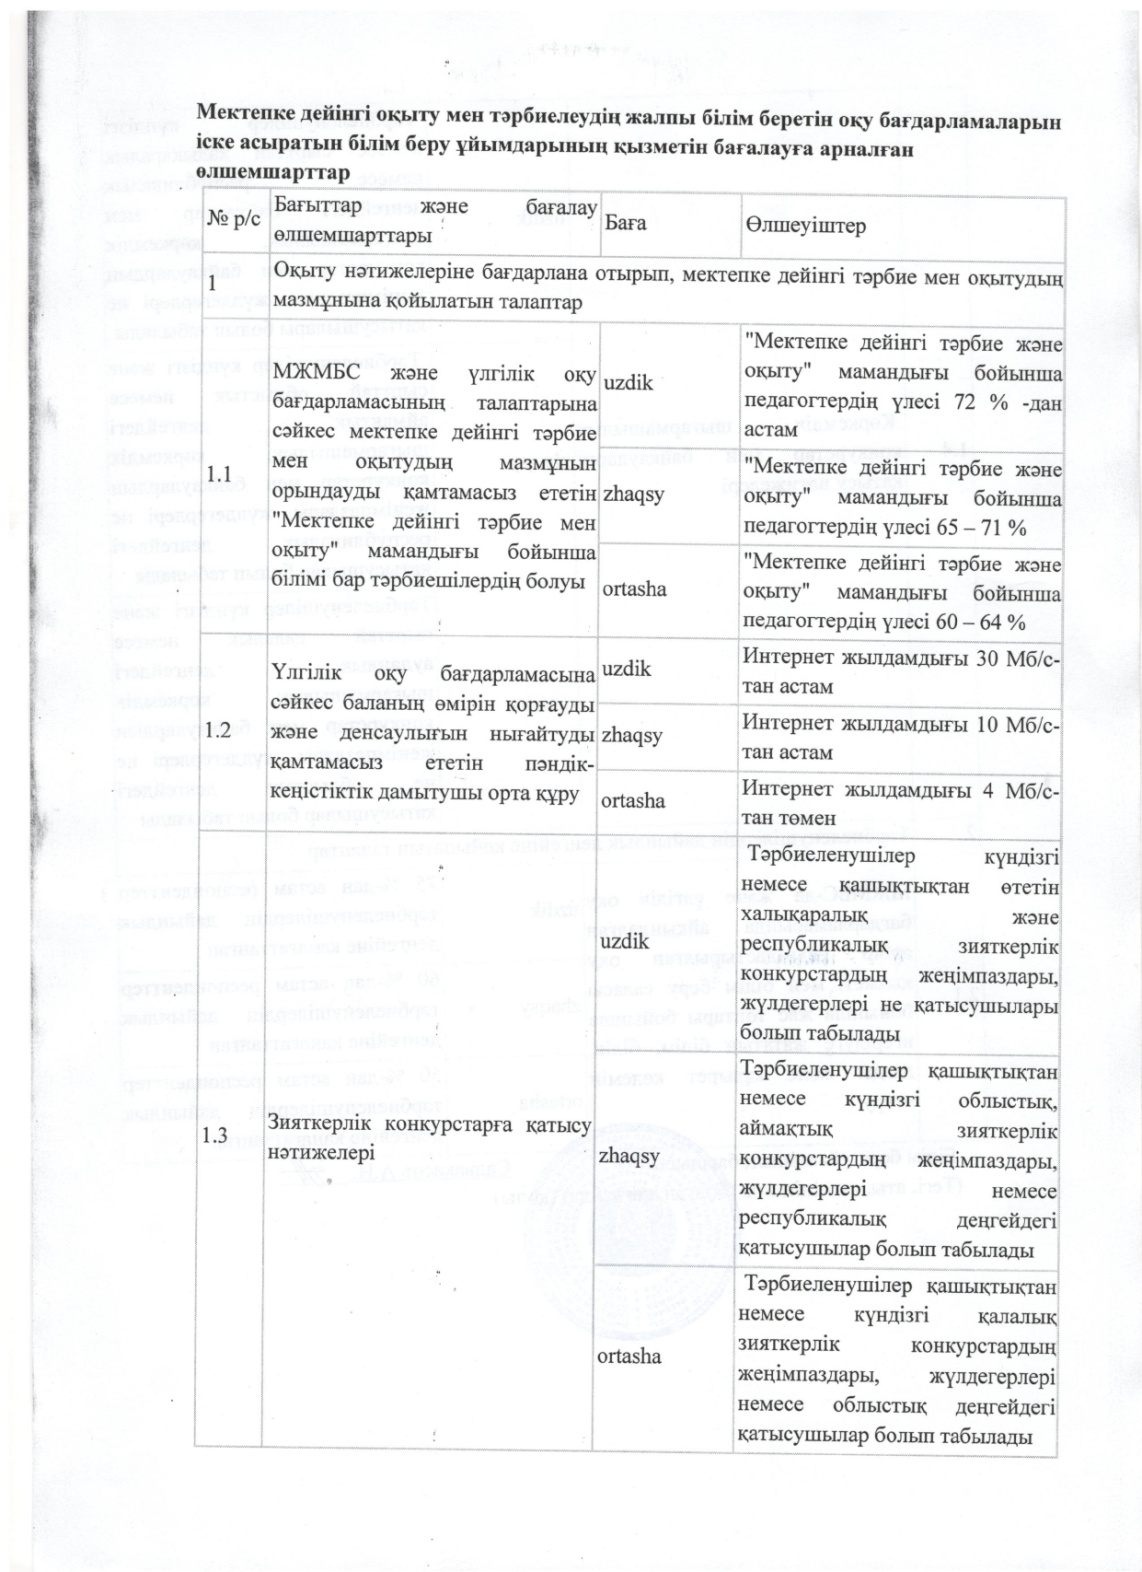 Мектепке дейінгі оқыту мен тәрбиелеудің жалпы білім беретін оқу бағдарламаларын
іске асыратын білім беру ұйымдарының қызметін бағалауға арналған
өлшемшарттар
№ р/с
Бағыттар және бағалау
өлшемшарттары
Баға
Өлшеуіштер
1
Оқыту нәтижелеріне бағдарлана отырып, мектепке дейінгі тәрбие мен оқытудың
мазмұнына қойылатын талаптар
1.1
МЖМБС және үлгілік оқу
бағдарламасының талаптарына
сәйкес мектепке дейінгі тәрбие
мен оқытудың мазмұнын
орындауды қамтамасыз ететін
"Мектепке дейінгі тәрбие мен
оқыту" мамандығы бойынша
білімі бар тәрбиешілердің болуы
uzdik
"Мектепке дейінгі тәрбие және
оқыту" мамандығы бойынша
педагогтердің үлесі 72 % -дан
астам
zhaqsy
"Мектепке дейінгі тәрбие және
оқыту" мамандығы бойынша
педагогтердің үлесі 65 – 71 %
ortasha
"Мектепке дейінгі тәрбие және
оқыту" мамандығы бойынша
педагогтердің үлесі 60 – 64 %
1.2
Үлгілік оқу бағдарламасына
сәйкес баланың өмірін қорғауды
және денсаулығын нығайтуды
қамтамасыз ететін пәндік-
кеңістіктік дамытушы орта құру
uzdik
Интернет жылдамдығы 30 Мб/с-
тан астам
zhaqsy
Интернет жылдамдығы 10 Мб/с-
тан астам
ortasha
Интернет жылдамдығы 4 Мб/с-
тан төмен
1.3
Зияткерлік конкурстарға қатысу
нәтижелері
uzdik
Тәрбиеленушілер күндізгі
немесе қашықтықтан өтетін
халықаралық және
республикалық зияткерлік
конкурстардың жеңімпаздары,
жүлдегерлері не қатысушылары
болып табылады
zhaqsy
Тәрбиеленушілер қашықтықтан
немесе күндізгі облыстық,
аймақтық зияткерлік
конкурстардың жеңімпаздары,
жүлдегерлері немесе
республикалық деңгейдегі
қатысушылар болып табылады
ortasha
Тәрбиеленушілер қашықтықтан
немесе күндізгі қалалық
зияткерлік конкурстардың
жеңімпаздары, жүлдегерлері
немесе облыстық деңгейдегі
қатысушылар болып табылады